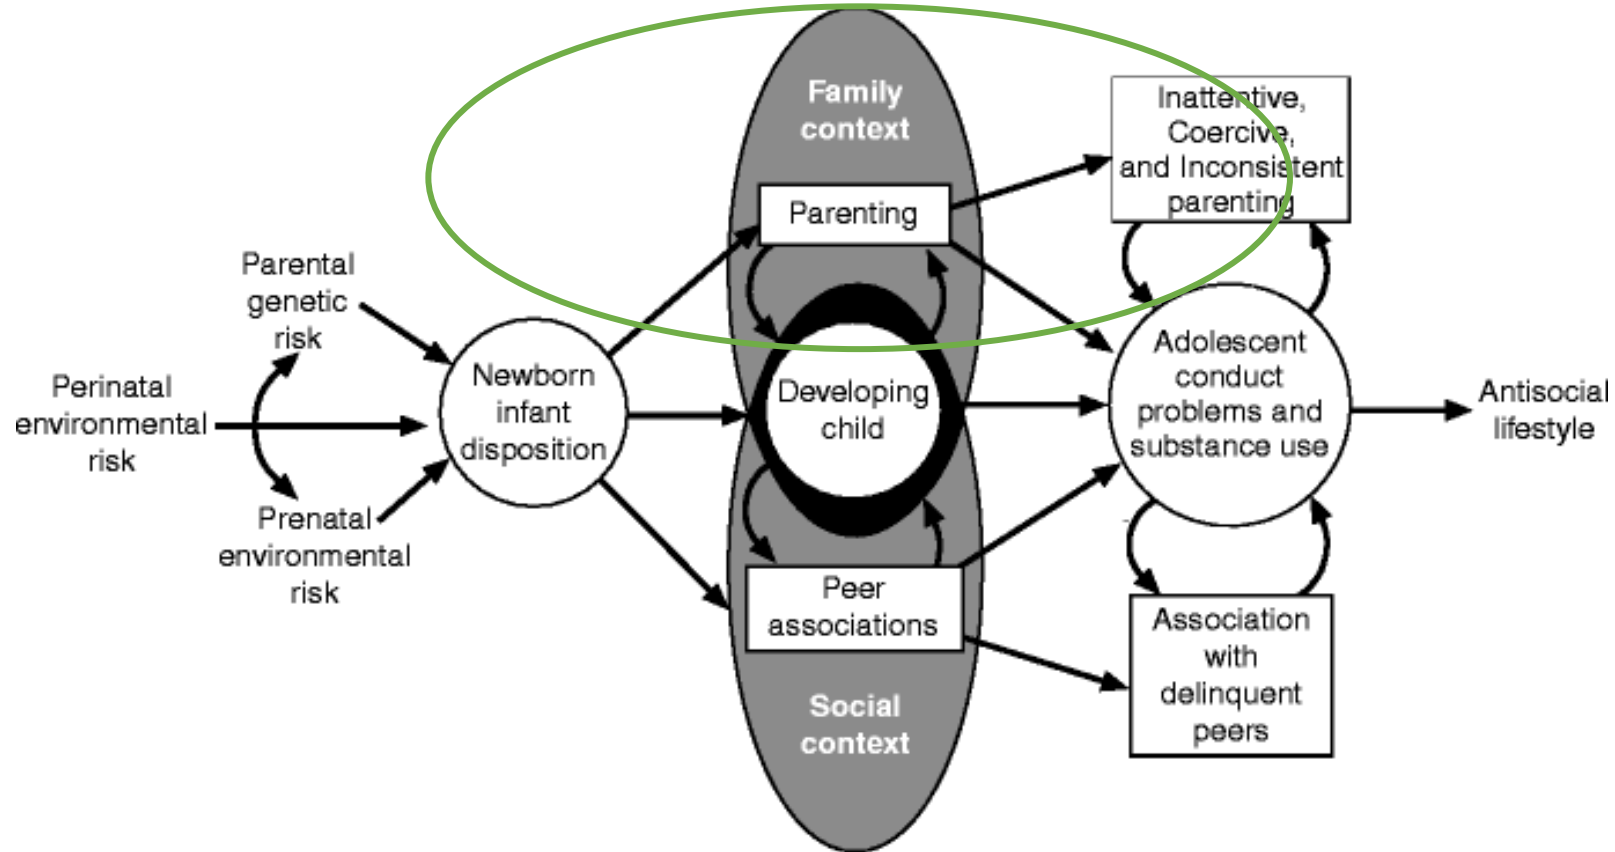 Parental
genetic
risk
Perinatal
environmental
risk
Prenatal
environmental
risk
Newborn
infant
disposition
Family
context
Parenting
Developing
child
Peer
associations
Social
context
Inattentive,
Coercive,
and Inconsistent
parenting
Adolescent
conduct
problems and
substance use
Association
with
delinquent
peers
Antisocial
lifestyle